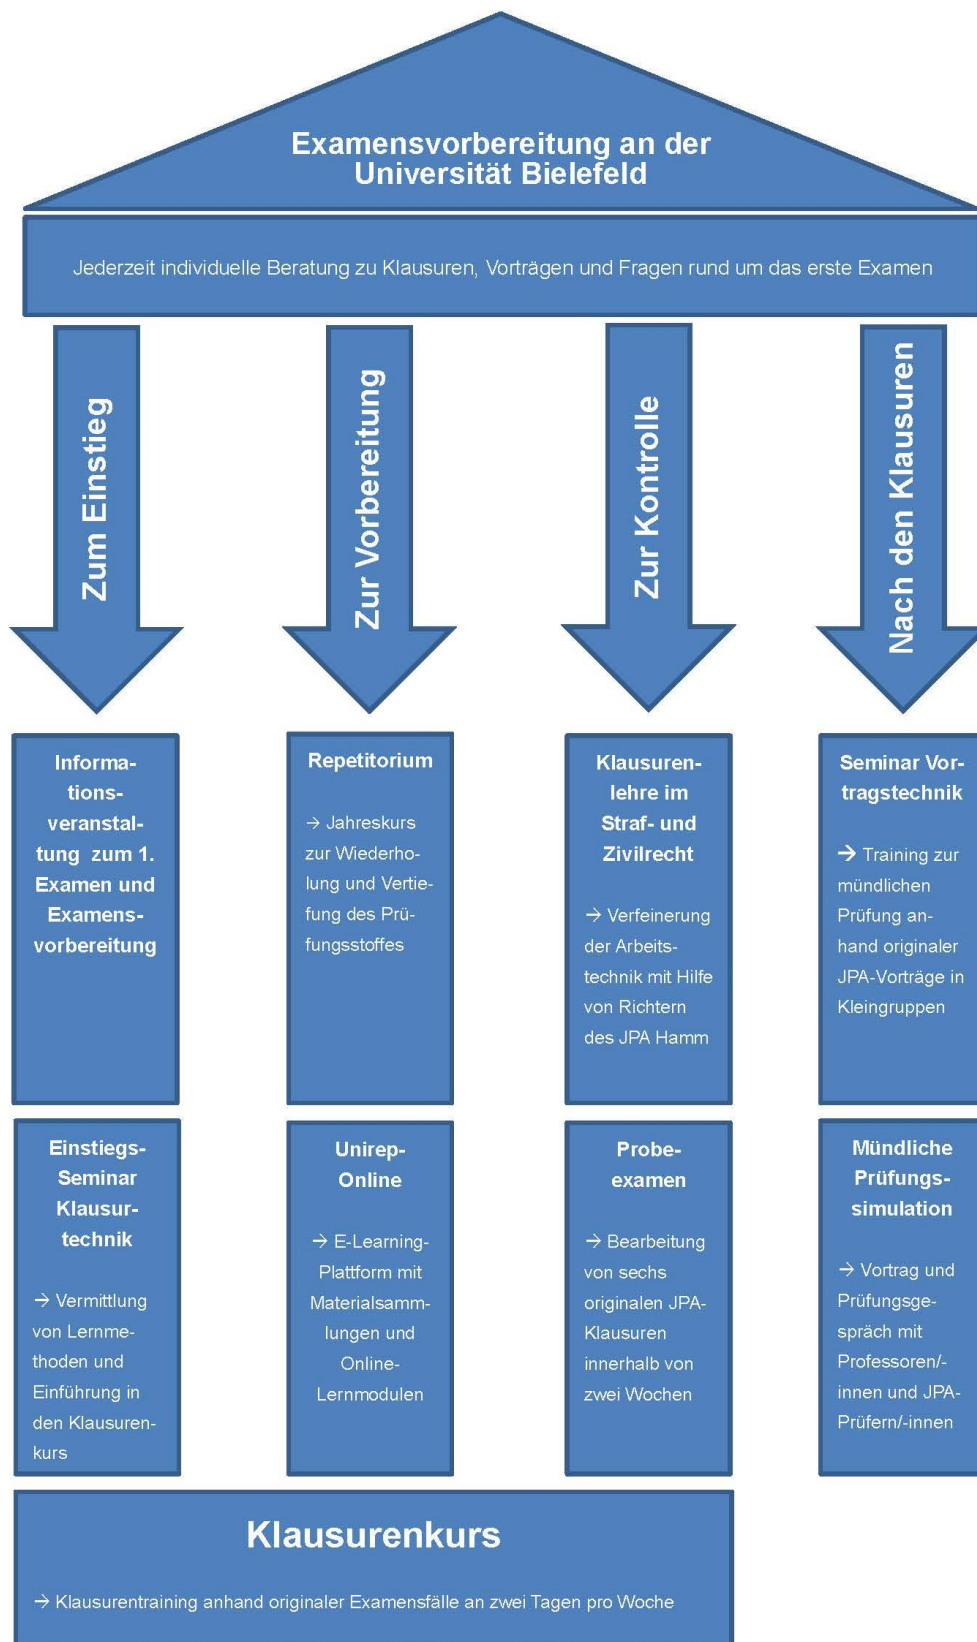 Examensvorbereitung an der
Universität Bielefeld
Jederzeit individuelle Beratung zu Klausuren, Vorträgen und Fragen rund um das erste Examen
Zum Einstieg
Zur Vorbereitung
Zur Kontrolle
Nach den Klausuren
Informa-
tions-
veranstal-
tung zum 1.
Examen und
Examens-
vorbereitung
Repetitorium
→ Jahreskurs
zur Wiederho-
lung und Vertie-
fung des Prü-
fungsstoffes
Klausuren-
lehre im
Straf- und
Zivilrecht
→ Verfeinerung
der Arbeits-
technik mit Hilfe
von Richtern
des JPA Hamm
Seminar Vor-
tragstechnik
→ Training zur
mündlichen
Prüfung an-
hand originaler
JPA-Vorträge in
Kleingruppen
Einstiegs-
Seminar
Klausur-
technik
→ Vermittlung
von Lernme-
thoden und
Einführung in
den Klausuren-
kurs
Unirep-
Online
→ E-Learning-
Plattform mit
Materialsamm-
lungen und
Online-
Lernmodulen
Probe-
examen
→ Bearbeitung
von sechs
originalen JPA-
Klausuren
innerhalb von
zwei Wochen
Mündliche
Prüfungs-
simulation
→ Vortrag und
Prüfungsge-
spräch mit
Professoren/-
innen und JPA-
Prüfern/-innen
Klausurenkurs
→ Klausurentraining anhand originaler Examensfälle an zwei Tagen pro Woche